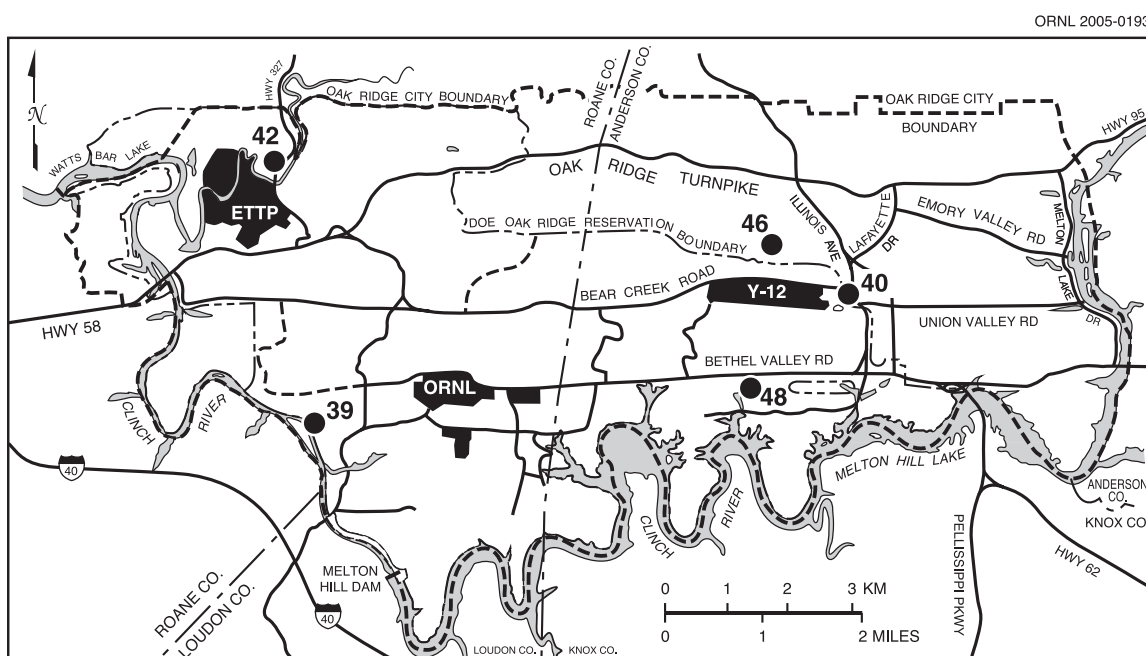 ORNL 2005-0193
N
HWY 327
OAK RIDGE CITY BOUNDARY
ROANE CO.
ANDERSON CO.
OAK RIDGE CITY
BOUNDARY
HWY 95
WATTS BAR LAKE
42
ETTP
OAK RIDGE TURNPIKE
ILLINOIS AVE
LAFAYETTE
DR
EMORY VALLEY RD
MELTON
LAKE
DR
DOE OAK RIDGE RESERVATION BOUNDARY
46
BEAR CREEK ROAD
Y-12
40
HWY 58
UNION VALLEY RD
BETHEL VALLEY RD
ORNL
48
39
CLINCH
RIVER
40
MELTON HILL LAKE
CLINCH
RIVER
ANDERSON
CO.
KNOX CO.
PELLISSIPPI PKWY
HWY 62
MELTON
HILL DAM
ROANE CO.
LOUDON CO.
40
0 1 2 3 KM
0 1 2 MILES
LOUDON CO.
KNOX CO.